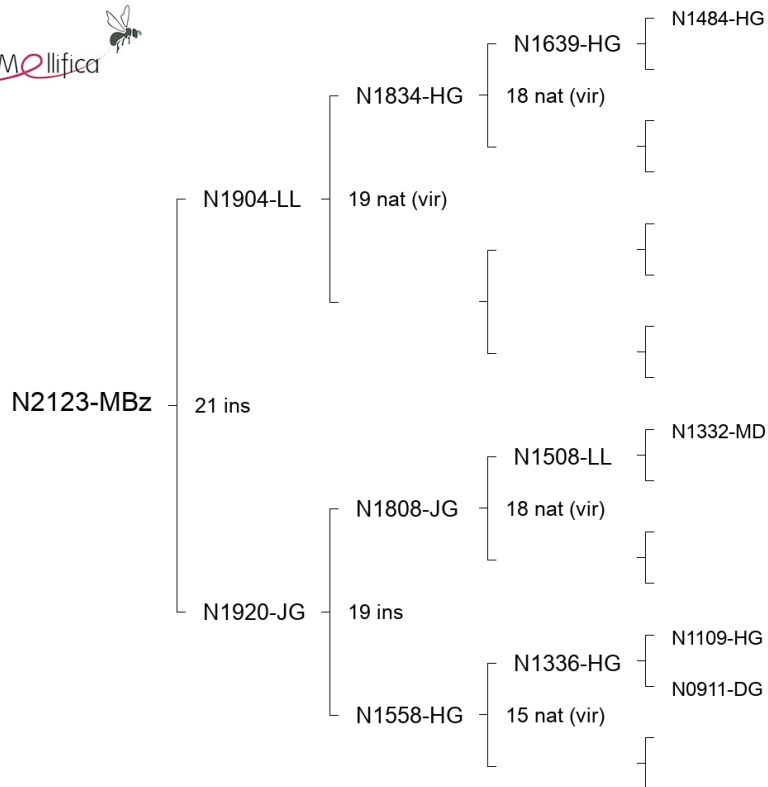 N1484-HG
N1639-HG
Mellifica
N1834-HG
18 nat (vir)
N1904-LL
19 nat (vir)
N2123-MBz
21 ins
N1332-MD
N1508-LL
N1808-JG
18 nat (vir)
N1920-JG
19 ins
N1109-HG
N1336-HG
N0911-DG
N1558-HG
15 nat (vir)